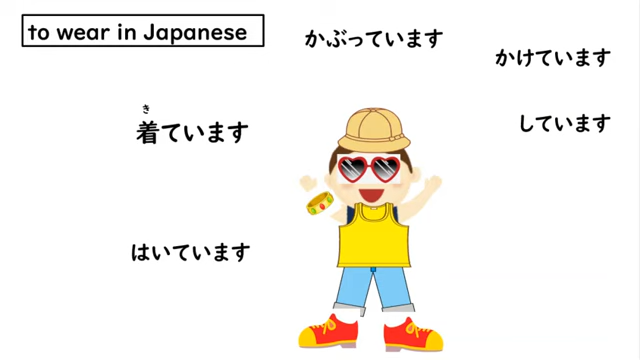 to wear in Japanese
かぶっています
かけています
しています
き
着ています
はいています